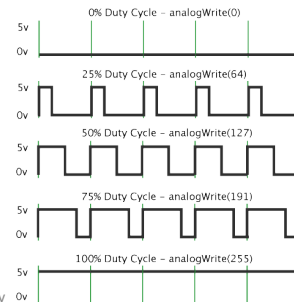 0% Duty Cycle – analogWrite(0)
5v
0v
25% Duty Cycle – analogWrite(64)
5v
0v
50% Duty Cycle – analogWrite(127)
5v
0v
75% Duty Cycle – analogWrite(191)
5v
0v
100% Duty Cycle – analogWrite(255)
5v
0v